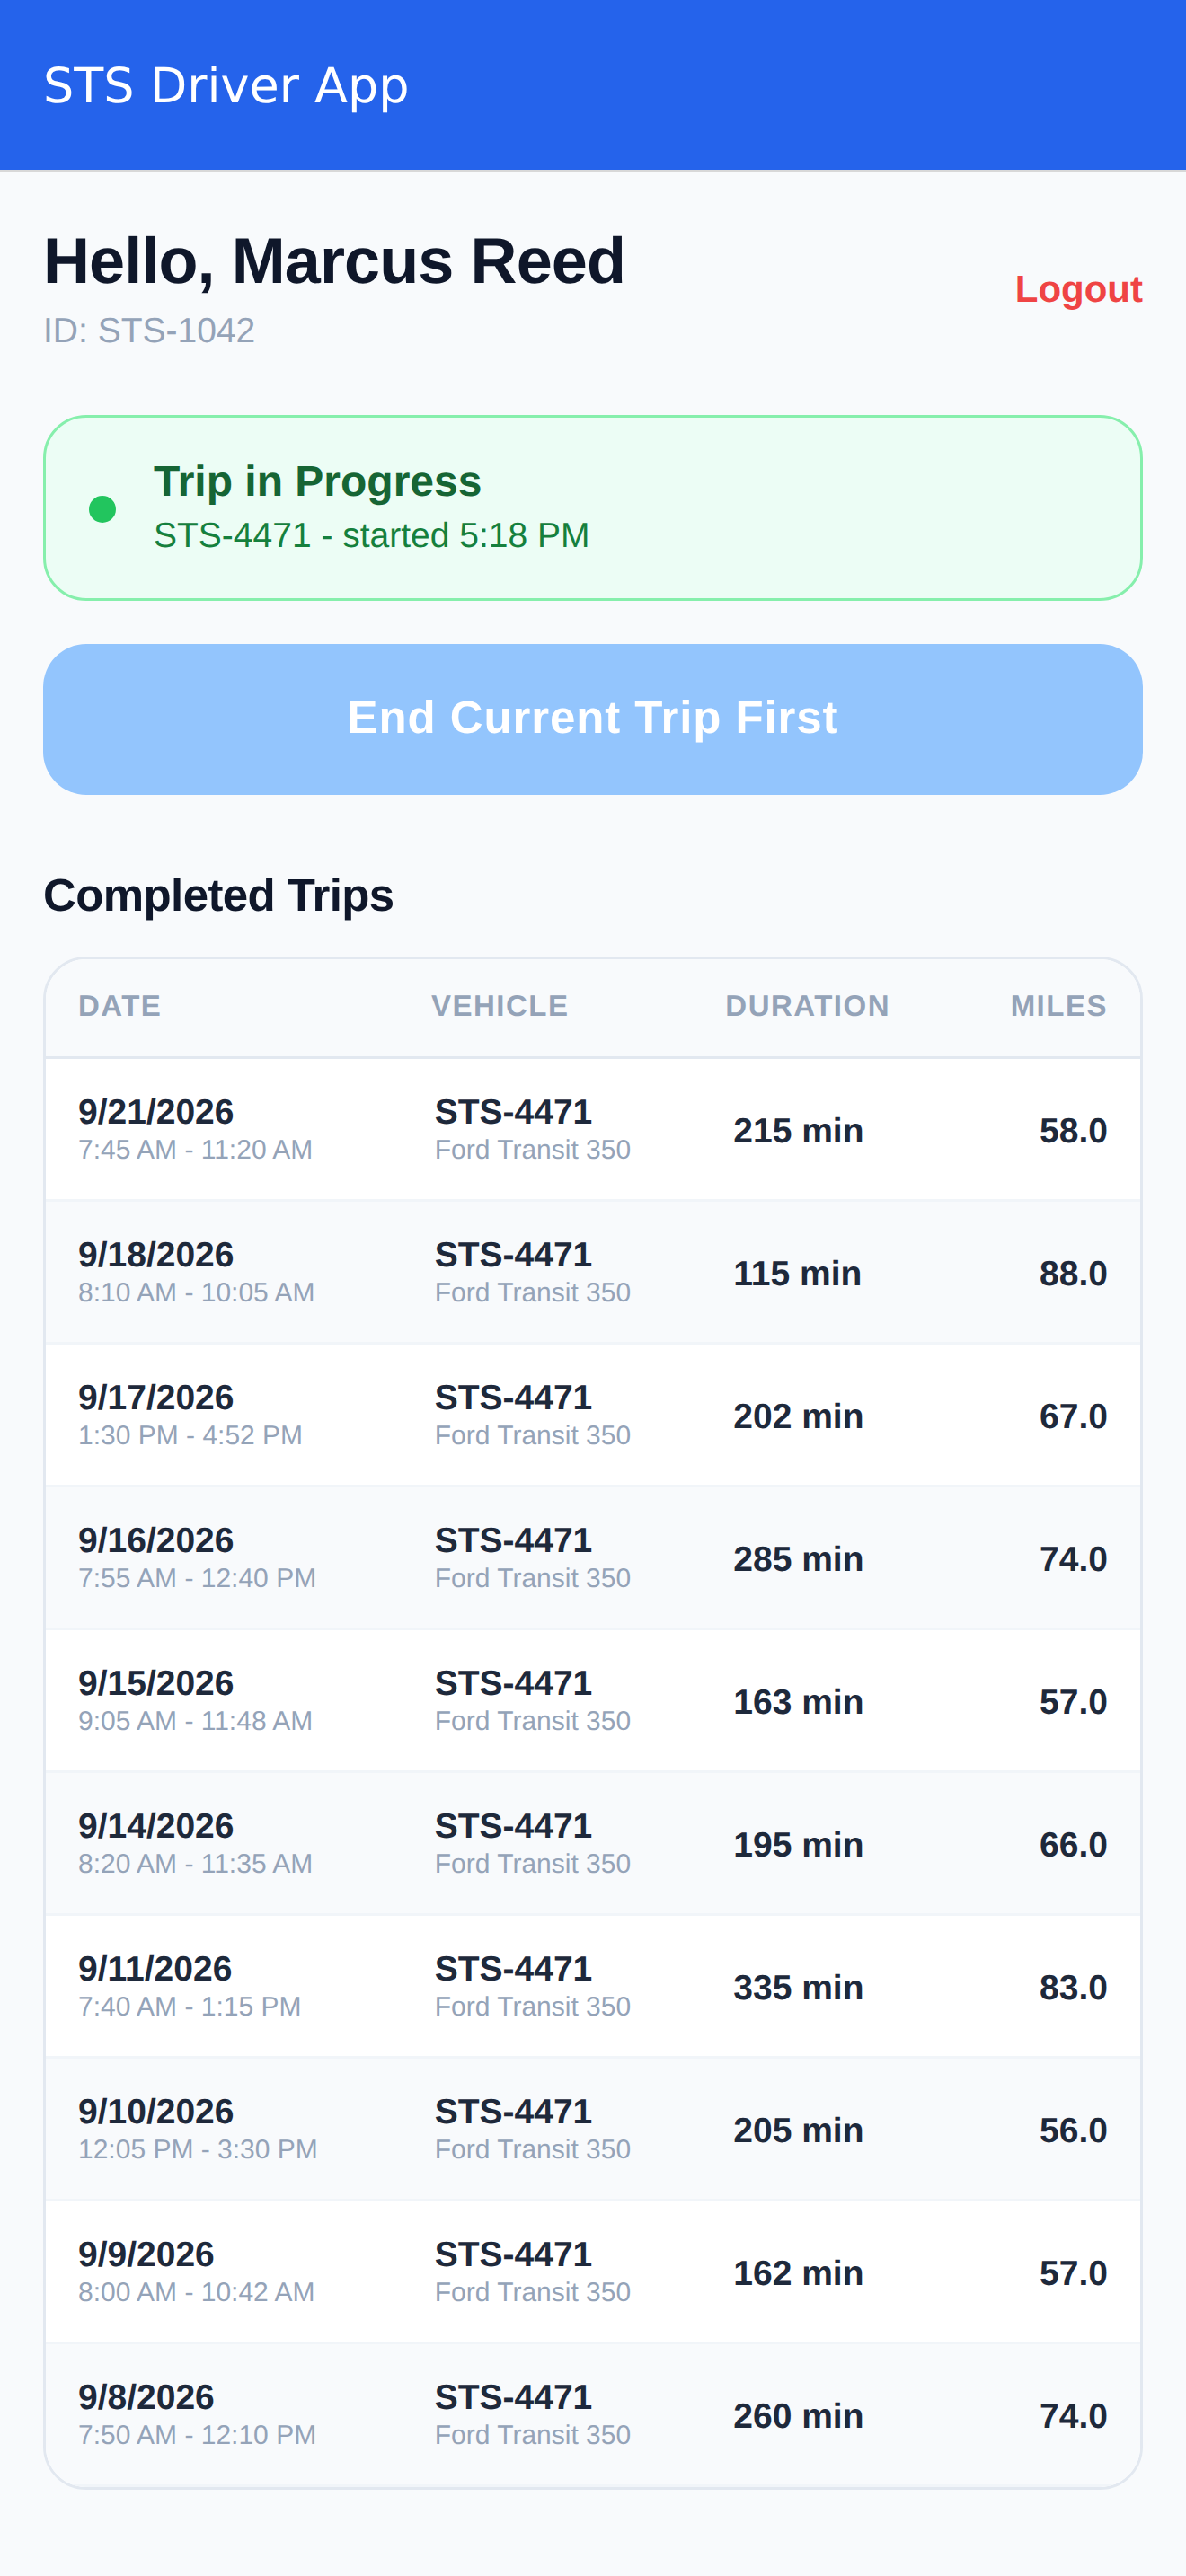 STS Driver App
Hello, Marcus Reed
Logout
ID: STS-1042
Trip in Progress
STS-4471 - started 5:18 PM
End Current Trip First
Completed Trips
DATE VEHICLE DURATION MILES
9/21/2026 STS-4471 215 min 58.0
7:45 AM - 11:20 AM Ford Transit 350
9/18/2026 STS-4471 115 min 88.0
8:10 AM - 10:05 AM Ford Transit 350
9/17/2026 STS-4471 202 min 67.0
1:30 PM - 4:52 PM Ford Transit 350
9/16/2026 STS-4471 285 min 74.0
7:55 AM - 12:40 PM Ford Transit 350
9/15/2026 STS-4471 163 min 57.0
9:05 AM - 11:48 AM Ford Transit 350
9/14/2026 STS-4471 195 min 66.0
8:20 AM - 11:35 AM Ford Transit 350
9/11/2026 STS-4471 335 min 83.0
7:40 AM - 1:15 PM Ford Transit 350
9/10/2026 STS-4471 205 min 56.0
12:05 PM - 3:30 PM Ford Transit 350
9/9/2026 STS-4471 162 min 57.0
8:00 AM - 10:42 AM Ford Transit 350
9/8/2026 STS-4471 260 min 74.0
7:50 AM - 12:10 PM Ford Transit 350